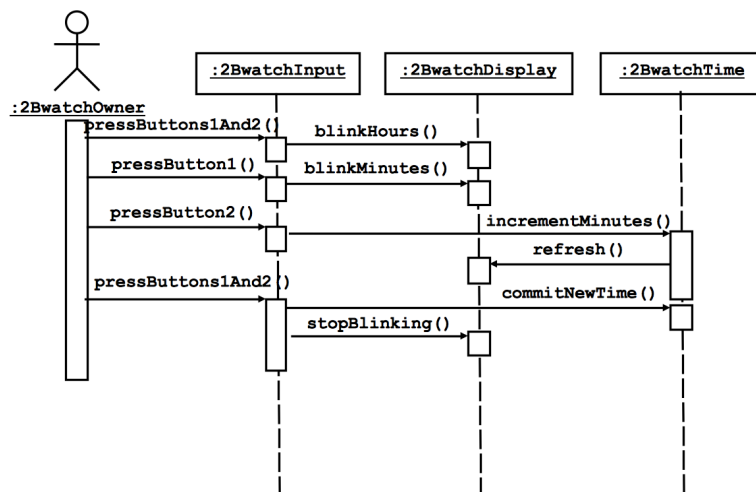 :2BwatchInput
:2BwatchDisplay
:2BwatchTime
:2BwatchOwner
pressButtons1And2()
blinkHours()
pressButton1()
blinkMinutes()
pressButton2()
incrementMinutes()
refresh()
pressButtons1And2()
commitNewTime()
stopBlinking()